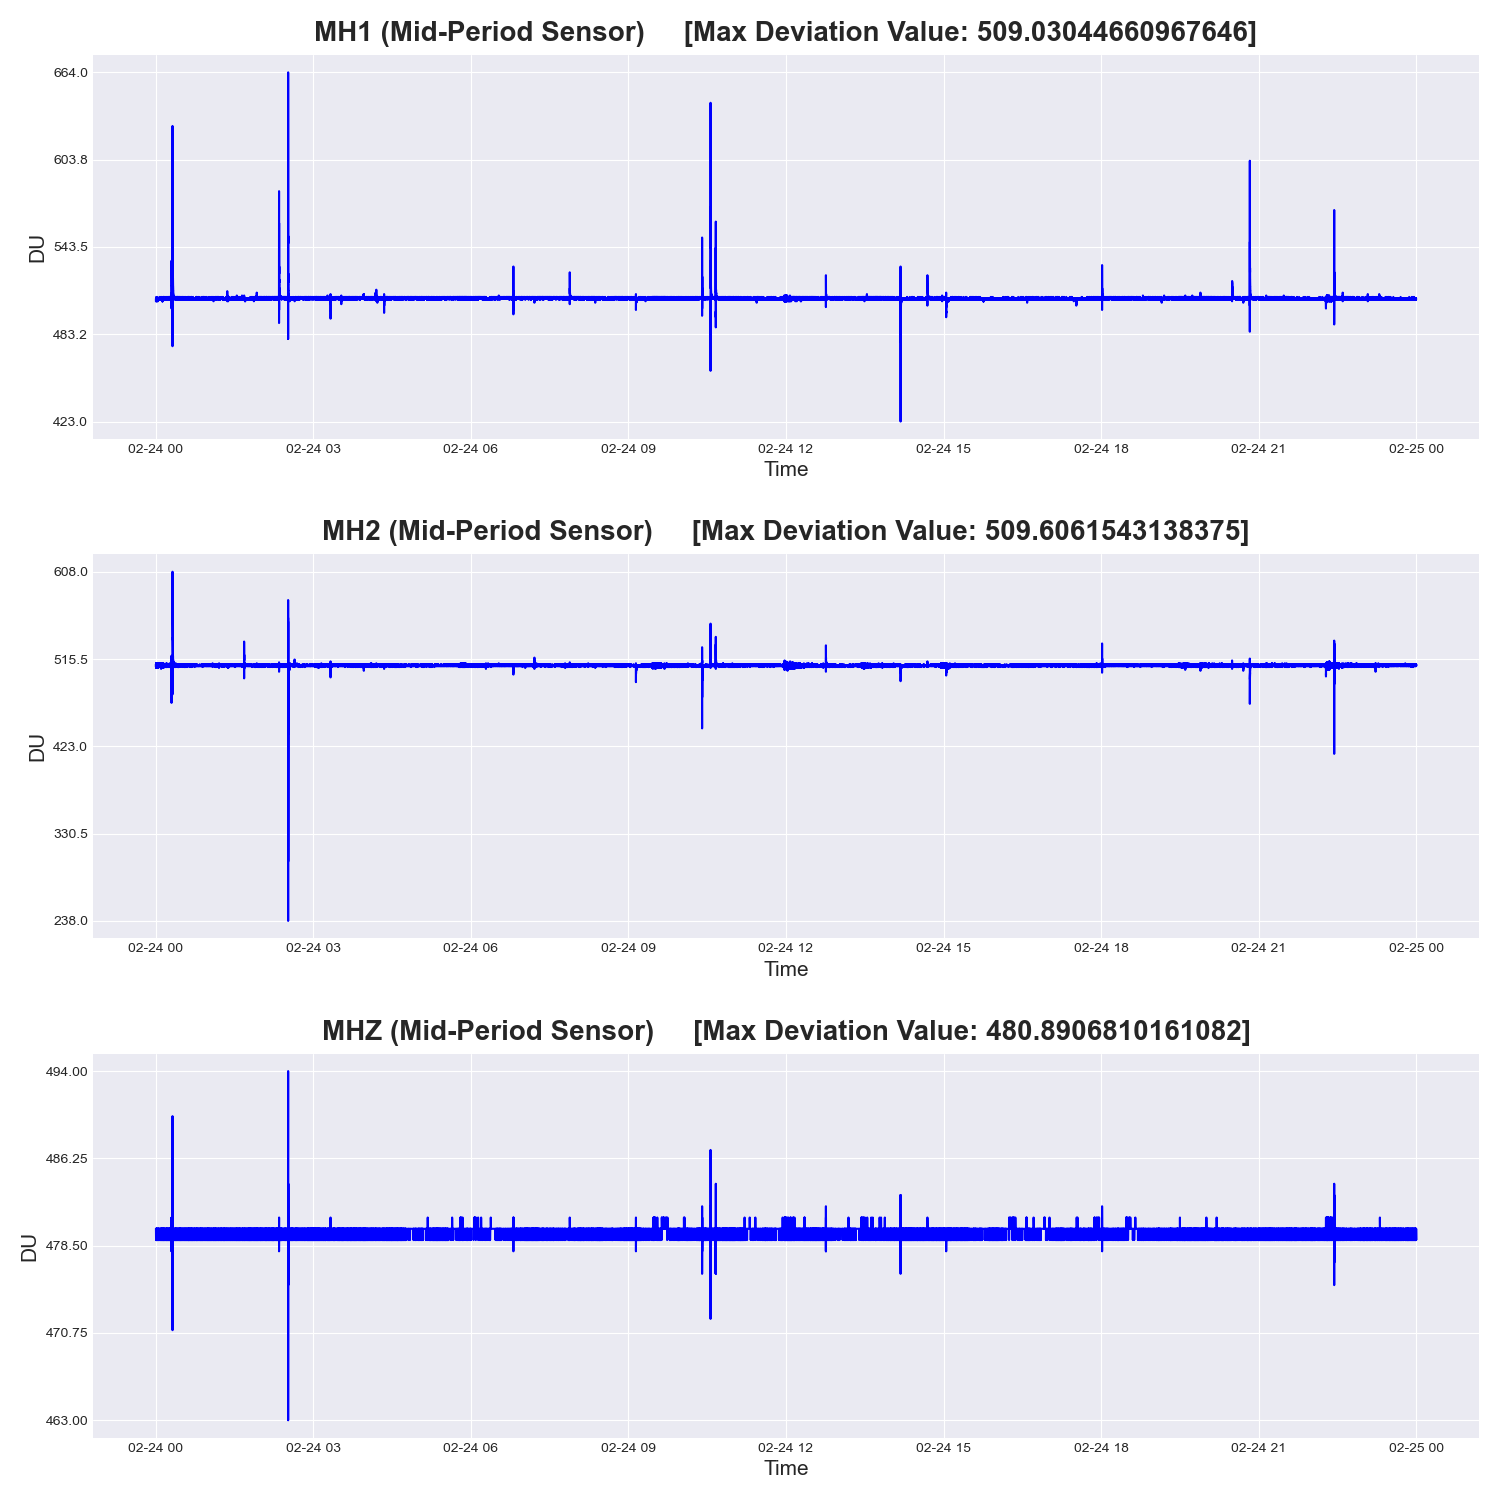 MH1 (Mid-Period Sensor) [Max Deviation Value: 509.03044660967646]
664.0
603.8
543.5
483.2
423.0
DU
02-24 00 02-24 03 02-24 06 02-24 09 02-24 12 02-24 15 02-24 18 02-24 21 02-25 00
Time
MH2 (Mid-Period Sensor) [Max Deviation Value: 509.6061543138375]
608.0
515.5
423.0
330.5
238.0
DU
02-24 00 02-24 03 02-24 06 02-24 09 02-24 12 02-24 15 02-24 18 02-24 21 02-25 00
Time
MHZ (Mid-Period Sensor) [Max Deviation Value: 480.8906810161082]
494.00
486.25
478.50
470.75
463.00
DU
02-24 00 02-24 03 02-24 06 02-24 09 02-24 12 02-24 15 02-24 18 02-24 21 02-25 00
Time